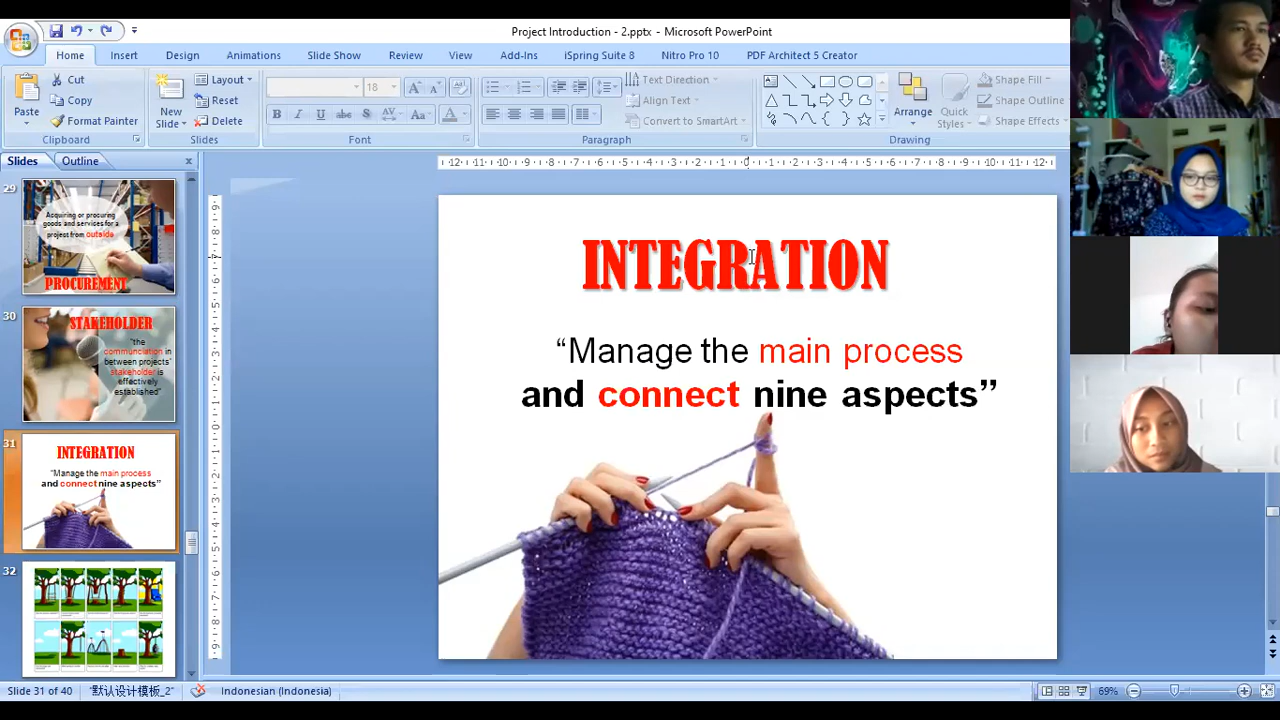 Project Introduction - 2.pptx - Microsoft PowerPoint
Home Insert Design Animations Slide Show Review View Add-Ins iSpring Suite 8 Nitro Pro 10 PDF Architect 5 Creator
Paste
Cut
Copy
Format Painter
Clipboard
New Slide
Layout
Reset
Delete
Slides
18
B I U abc S AV Aa A
Font
Text Direction
Align Text
Convert to SmartArt
Paragraph
Arrange
Quick Styles
Shape Fill
Shape Outline
Shape Effects
Drawing
Slides Outline
29
Acquiring or procuring
goods and services for a
project from outside
PROCUREMENT
30
STAKEHOLDER
"the
communciation in
between projects'
stakeholder is
effectively
established"
31
INTEGRATION
“Manage the main process
and connect nine aspects”
32
INTEGRATION
“Manage the main process
and connect nine aspects”
Slide 31 of 40 "默认设计模板_2" Indonesian (Indonesia) 69%